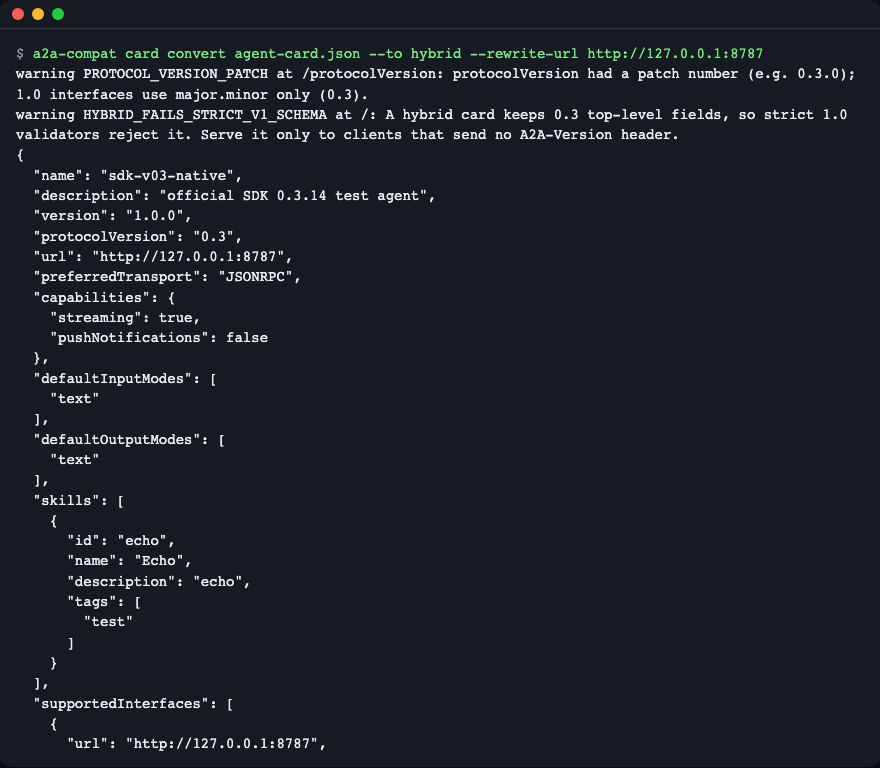 $ a2a-compat card convert agent-card.json --to hybrid --rewrite-url http://127.0.0.1:8787
warning PROTOCOL_VERSION_PATCH at /protocolVersion: protocolVersion had a patch number (e.g. 0.3.0);
1.0 interfaces use major.minor only (0.3).
warning HYBRID_FAILS_STRICT_V1_SCHEMA at /: A hybrid card keeps 0.3 top-level fields, so strict 1.0
validators reject it. Serve it only to clients that send no A2A-Version header.
{
  "name": "sdk-v03-native",
  "description": "official SDK 0.3.14 test agent",
  "version": "1.0.0",
  "protocolVersion": "0.3",
  "url": "http://127.0.0.1:8787",
  "preferredTransport": "JSONRPC",
  "capabilities": {
    "streaming": true,
    "pushNotifications": false
  },
  "defaultInputModes": [
    "text"
  ],
  "defaultOutputModes": [
    "text"
  ],
  "skills": [
    {
      "id": "echo",
      "name": "Echo",
      "description": "echo",
      "tags": [
        "test"
      ]
    }
  ],
  "supportedInterfaces": [
    {
      "url": "http://127.0.0.1:8787",